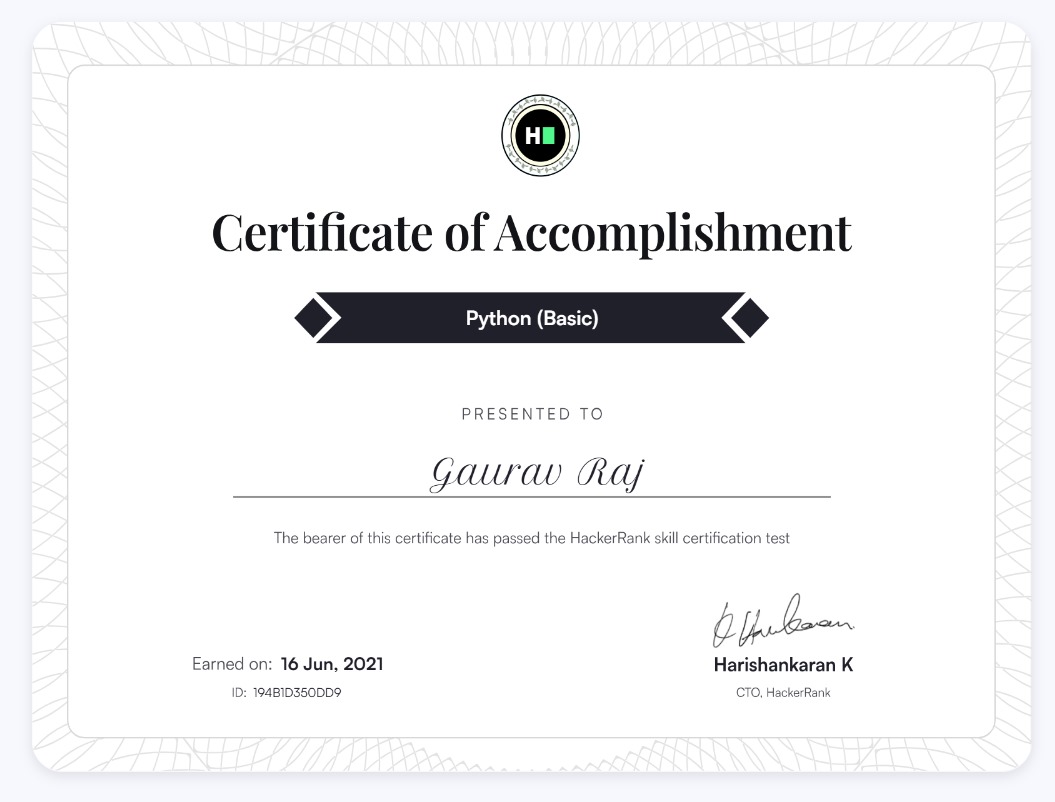 H
Certificate of Accomplishment
Python (Basic)
PRESENTED TO
Gaurav Raj
The bearer of this certificate has passed the HackerRank skill certification test
Earned on: 16 Jun, 2021
ID: 194B1D350DD9
Harishankaran K
CTO, HackerRank